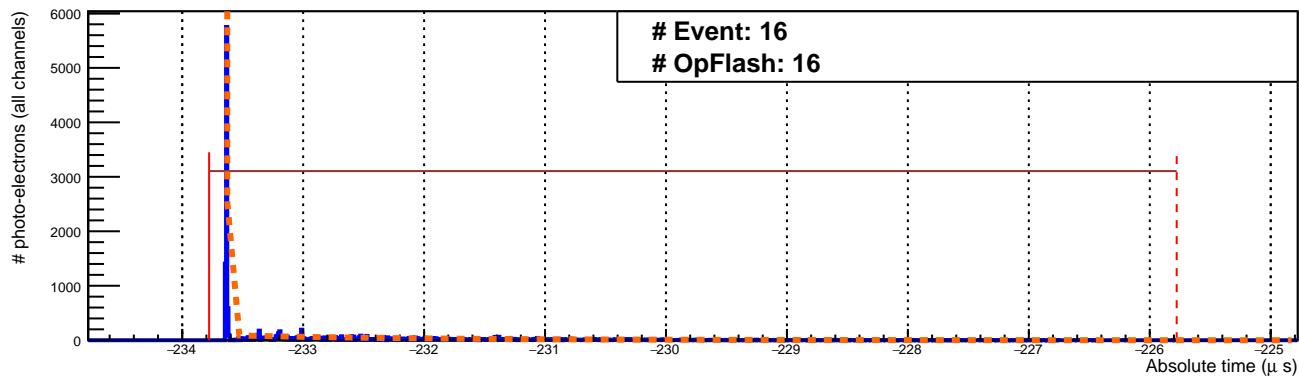 # Event: 16
# OpFlash: 16
# photo-electrons (all channels)
6000
5000
4000
3000
2000
1000
0
−234 −233 −232 −231 −230 −229 −228 −227 −226 −225
Absolute time (μ s)